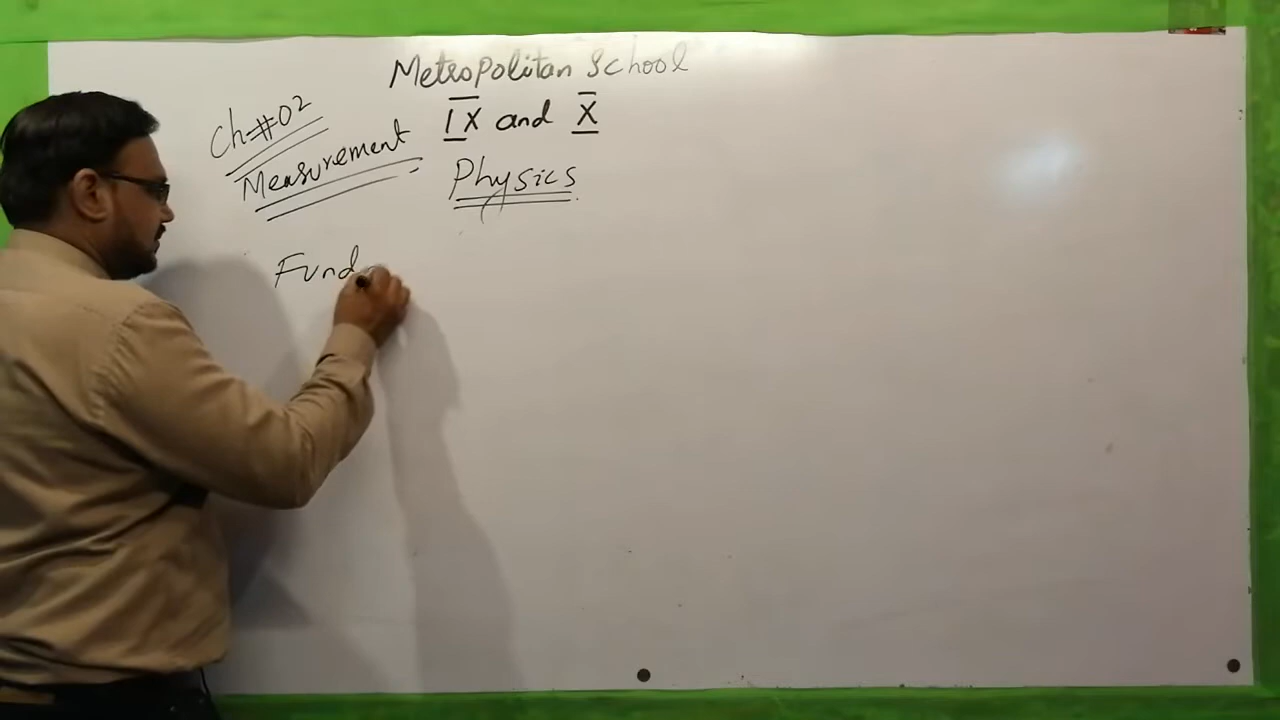 Metropolitan School
IX and X
Physics
Ch#02
Measurement
Fund